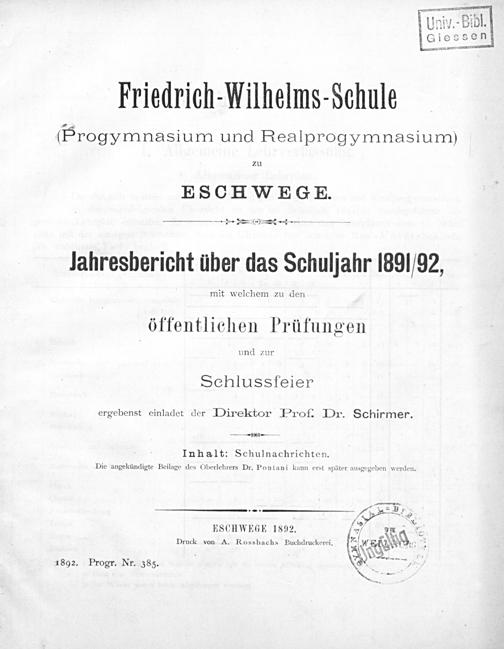 Univ.-Bibl.
Giessen
Friedrich-Wilhelms-Schule
(Progymnasium und Realprogymnasium)
zu
ESCHWEGE.
Jahresbericht über das Schuljahr 1891/92,
mit welchem zu den
öffentlichen Prüfungen
und zur
Schlussfeier
ergebenst einladet der Direktor Prof. Dr. Schirmer.
Inhalt: Schulnachrichten.
Die angekündigte Beilage des Oberlehrers Dr. Pontani kann erst später ausgegeben werden.
ESCHWEGE 1892.
Druck von A. Rossbachs Buchdruckerei.
1892. Progr. Nr. 385.
Ungültig